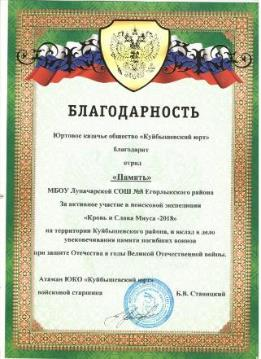 БЛАГОДАРНОСТЬ
Юртовое казачье общество «Куйбышевский юрт»
благодарит
отряд
«Память»
МБОУ Луначарской СОШ №8 Егорлыкского района
За активное участие в поисковой экспедиции
«Кровь и Слава Миуса -2018»
на территории Куйбышевского района, и вклад в дело
увековечивания памяти погибших воинов
при защите Отечества в годы Великой Отечественной войны.
Атаман ЮКО «Куйбышевский юрт»
войсковой старшина Б.В. Ставицкий